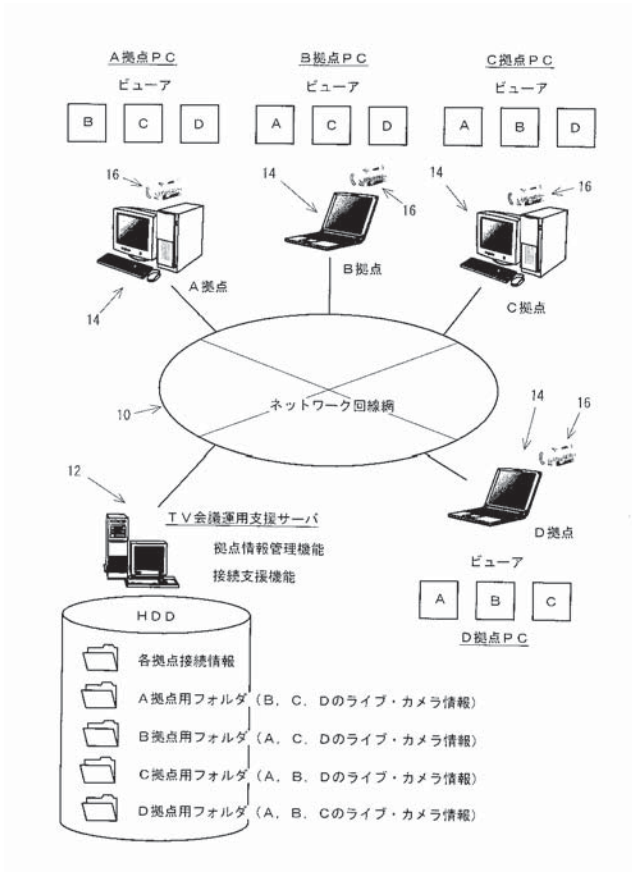 A拠点PC
ビューア
B C D
B拠点PC
ビューア
A C D
C拠点PC
ビューア
A B D
16
14
A拠点
14
16
B拠点
14
16
C拠点
10
ネットワーク回線網
14
16
D拠点
ビューア
A B C
D拠点PC
12
TV会議運用支援サーバ
拠点情報管理機能
接続支援機能
HDD
各拠点接続情報
A拠点用フォルダ(B,C.Dのライブ・カメラ情報)
B拠点用フォルダ(A,C.Dのライブ・カメラ情報)
C拠点用フォルダ(A,B.Dのライブ・カメラ情報)
D拠点用フォルダ(A,B.Cのライブ・カメラ情報)